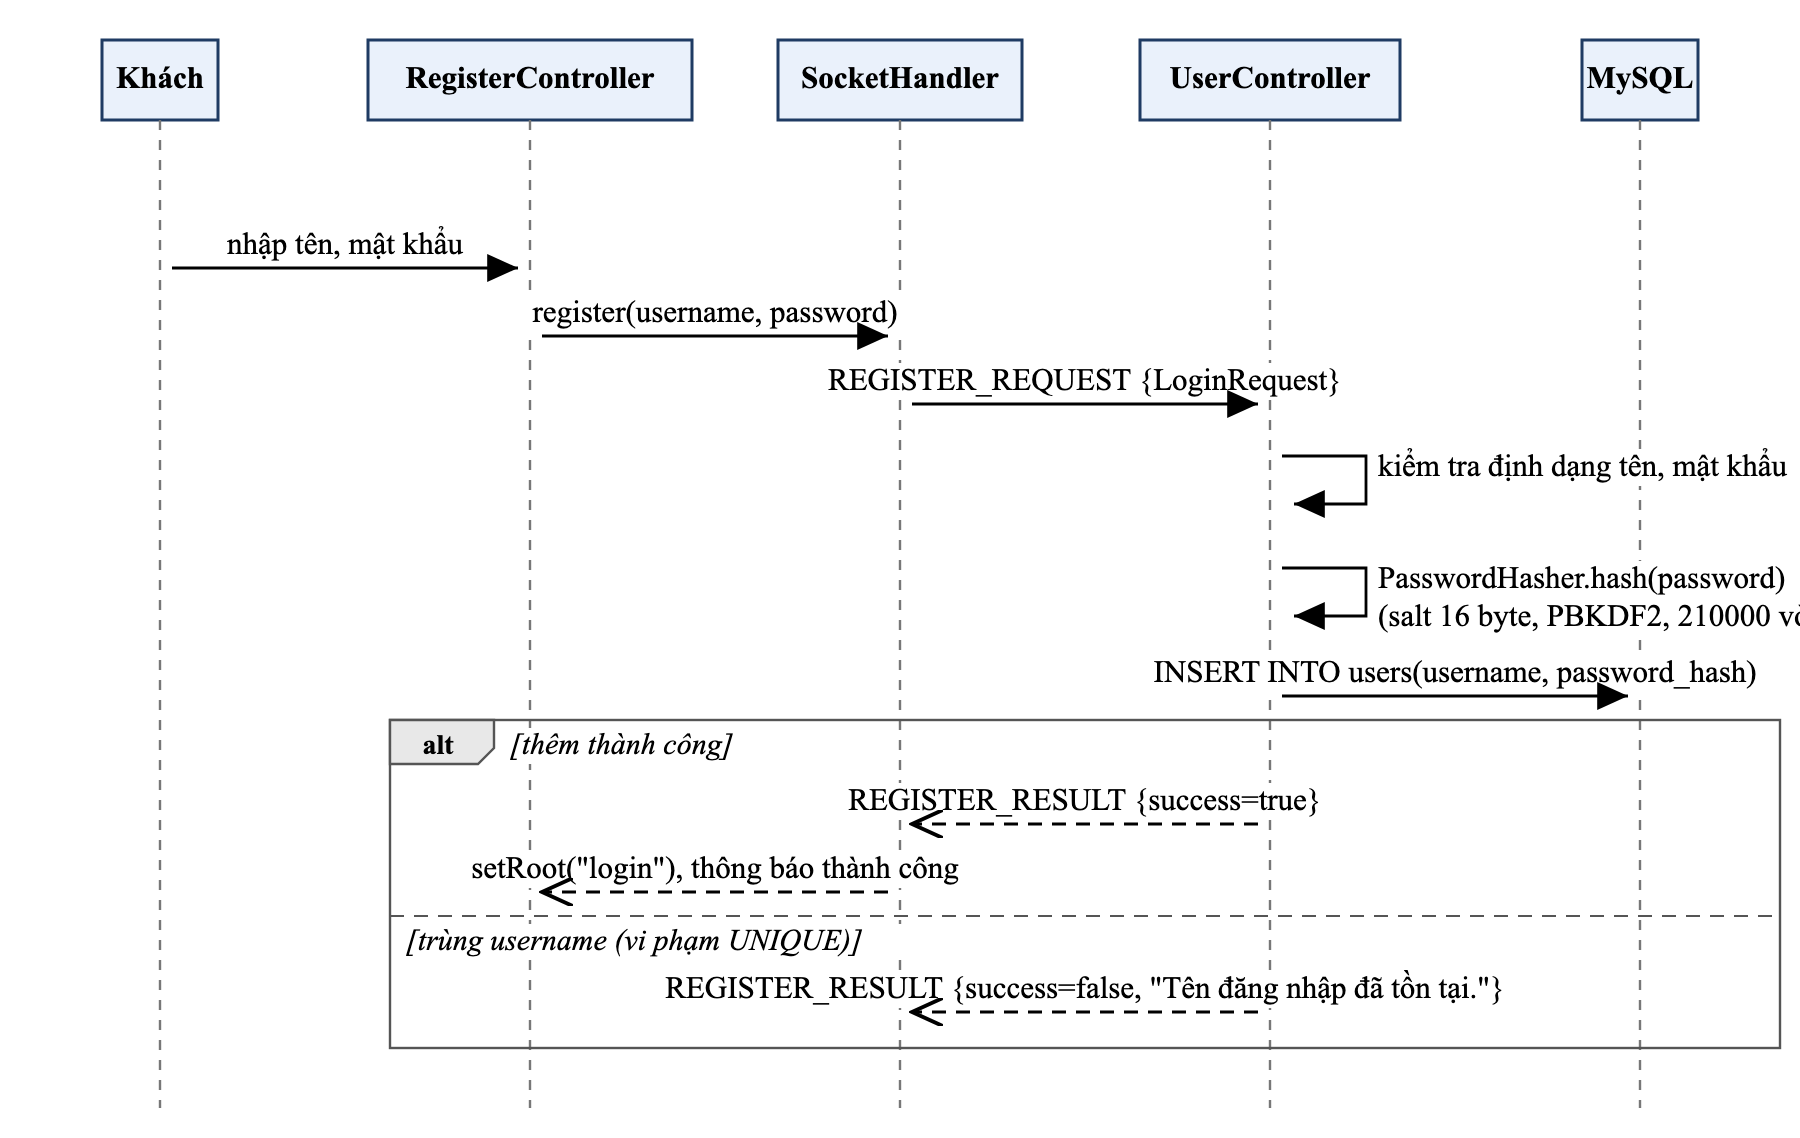 Khách
RegisterController
SocketHandler
UserController
MySQL
nhập tên, mật khẩu
register(username, password)
REGISTER_REQUEST {LoginRequest}
kiểm tra định dạng tên, mật khẩu
PasswordHasher.hash(password)
(salt 16 byte, PBKDF2, 210000
INSERT INTO users(username, password_hash)
alt
[thêm thành công]
REGISTER_RESULT {success=true}
setRoot("login"), thông báo thành công
[trùng username (vi phạm UNIQUE)]
REGISTER_RESULT {success=false, "Tên đăng nhập đã tồn tại."}